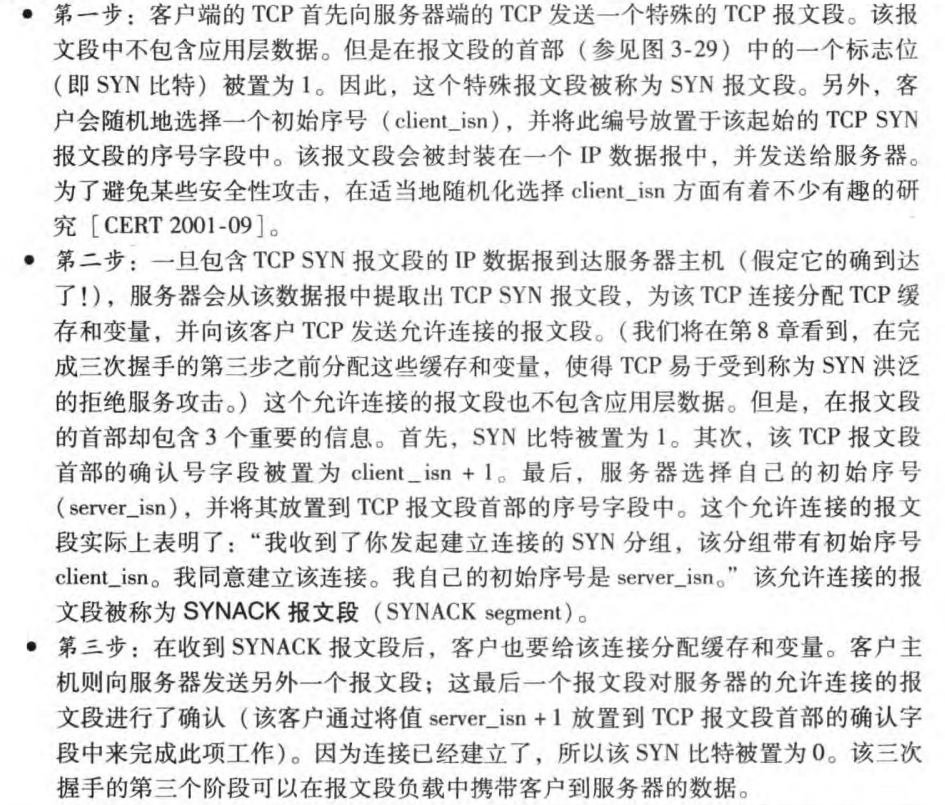 • 第一步：客户端的 TCP 首先向服务器端的 TCP 发送一个特殊的 TCP 报文段。该报
文段中不包含应用层数据。但是在报文段的首部（参见图 3-29）中的一个标志位
（即 SYN 比特）被置为 1。因此，这个特殊报文段被称为 SYN 报文段。另外，客
户会随机地选择一个初始序号（client_isn），并将此编号放置于该起始的 TCP SYN
报文段的序号字段中。该报文段会被封装在一个 IP 数据报中，并发送给服务器。
为了避免某些安全性攻击，在适当地随机化选择 client_isn 方面有着不少有趣的研
究［CERT 2001-09］。
• 第二步：一旦包含 TCP SYN 报文段的 IP 数据报到达服务器主机（假定它的确到达
了！），服务器会从该数据报中提取出 TCP SYN 报文段，为该 TCP 连接分配 TCP 缓
存和变量，并向该客户 TCP 发送允许连接的报文段。（我们将在第 8 章看到，在完
成三次握手的第三步之前分配这些缓存和变量，使得 TCP 易于受到称为 SYN 洪泛
的拒绝服务攻击。）这个允许连接的报文段也不包含应用层数据。但是，在报文段
的首部却包含 3 个重要的信息。首先，SYN 比特被置为 1。其次，该 TCP 报文段
首部的确认号字段被置为 client_isn + 1。最后，服务器选择自己的初始序号
（server_isn），并将其放置到 TCP 报文段首部的序号字段中。这个允许连接的报文
段实际上表明了：“我收到了你发起建立连接的 SYN 分组，该分组带有初始序号
client_isn。我同意建立该连接。我自己的初始序号是 server_isn。”该允许连接的报
文段被称为 SYNACK 报文段（SYNACK segment）。
• 第三步：在收到 SYNACK 报文段后，客户也要给该连接分配缓存和变量。客户主
机则向服务器发送另外一个报文段；这最后一个报文段对服务器的允许连接的报
文段进行了确认（该客户通过将值 server_isn + 1 放置到 TCP 报文段首部的确认字
段中来完成此项工作）。因为连接已经建立了，所以该 SYN 比特被置为 0。该三次
握手的第三个阶段可以在报文段负载中携带客户到服务器的数据。